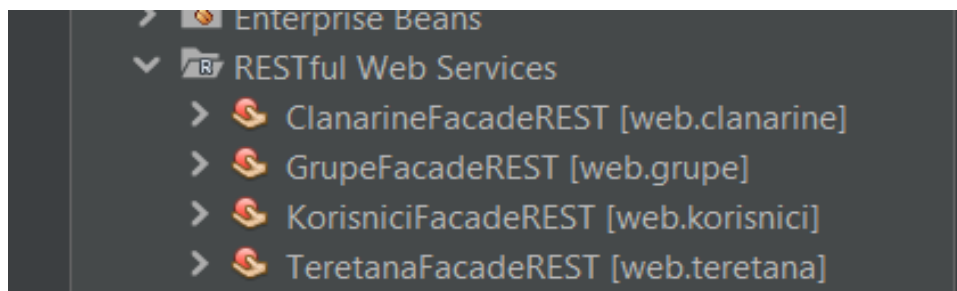 Enterprise Beans
RESTful Web Services
ClanarineFacadeREST [web.clanarine]
GrupeFacadeREST [web.grupe]
KorisniciFacadeREST [web.korisnici]
TeretanaFacadeREST [web.teretana]